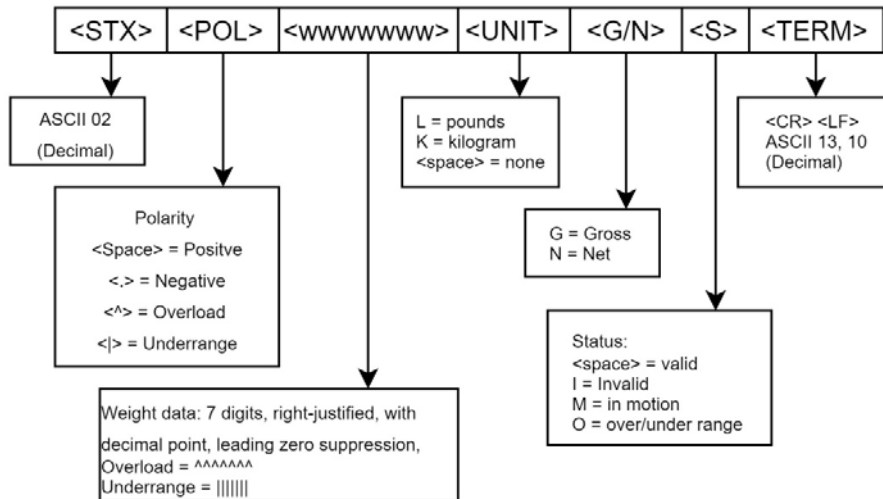 <STX> <POL> <wwwwwww> <UNIT> <G/N> <S> <TERM>
ASCII 02
(Decimal)
Polarity
<Space> = Positve
<.> = Negative
<^> = Overload
<|> = Underrange
Weight data: 7 digits, right-justified, with
decimal point, leading zero suppression,
Overload = ^^^^^^^
Underrange = |||||||
L = pounds
K = kilogram
<space> = none
G = Gross
N = Net
Status:
<space> = valid
I = Invalid
M = in motion
O = over/under range
<CR> <LF>
ASCII 13, 10
(Decimal)